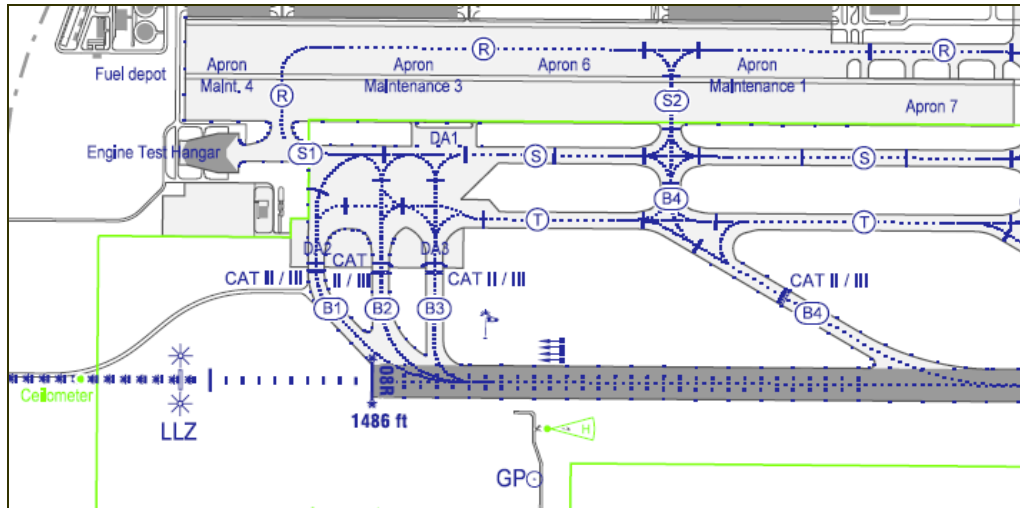 R
R
Fuel depot
Apron
Maint. 4
Apron
Maintenance 3
Apron 6
Apron
Maintenance 1
R
S2
Apron 7
DA1
Engine Test Hangar
S1
S
S
B4
T
T
DA2
CAT
DA3
CAT II / III
II / III
CAT II / III
CAT II / III
B1
B2
B3
B4
08R
Ceilometer
1486 ft
LLZ
H
GP